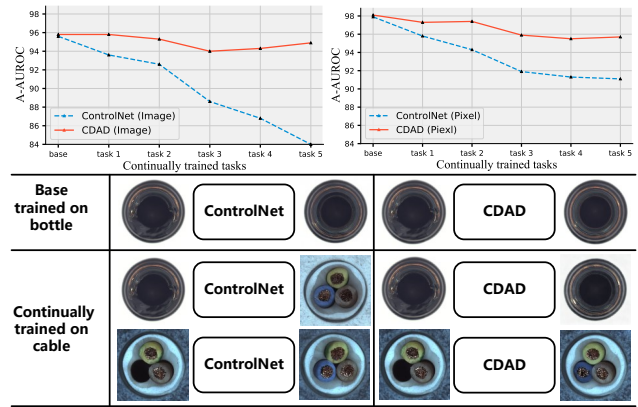 A-AUROC
98
96
94
92
90
88
86
84
ControlNet (Image)
CDAD (Image)
base task 1 task 2 task 3 task 4 task 5
Continually trained tasks
A-AUROC
98
96
94
92
90
88
86
84
ControlNet (Pixel)
CDAD (Piexl)
base task 1 task 2 task 3 task 4 task 5
Continually trained tasks
Base
trained on
bottle
ControlNet
CDAD
Continually
trained on
cable
ControlNet
CDAD
ControlNet
CDAD